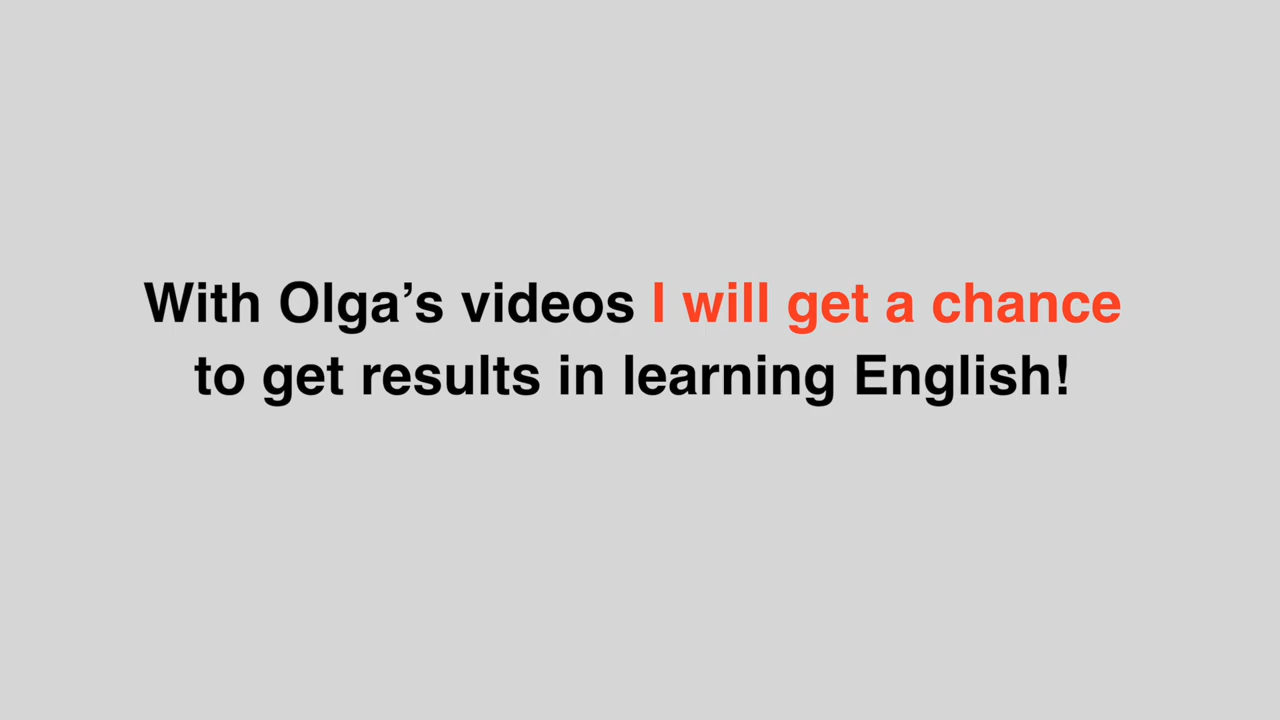 With Olga’s videos I will get a chance
to get results in learning English!